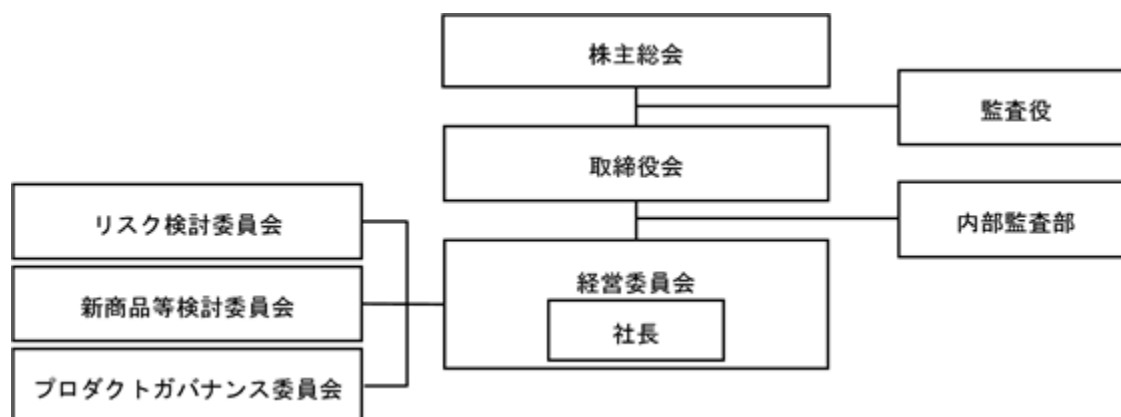 株主総会
監査役
取締役会
リスク検討委員会
内部監査部
新商品等検討委員会
経営委員会
社長
プロダクトガバナンス委員会